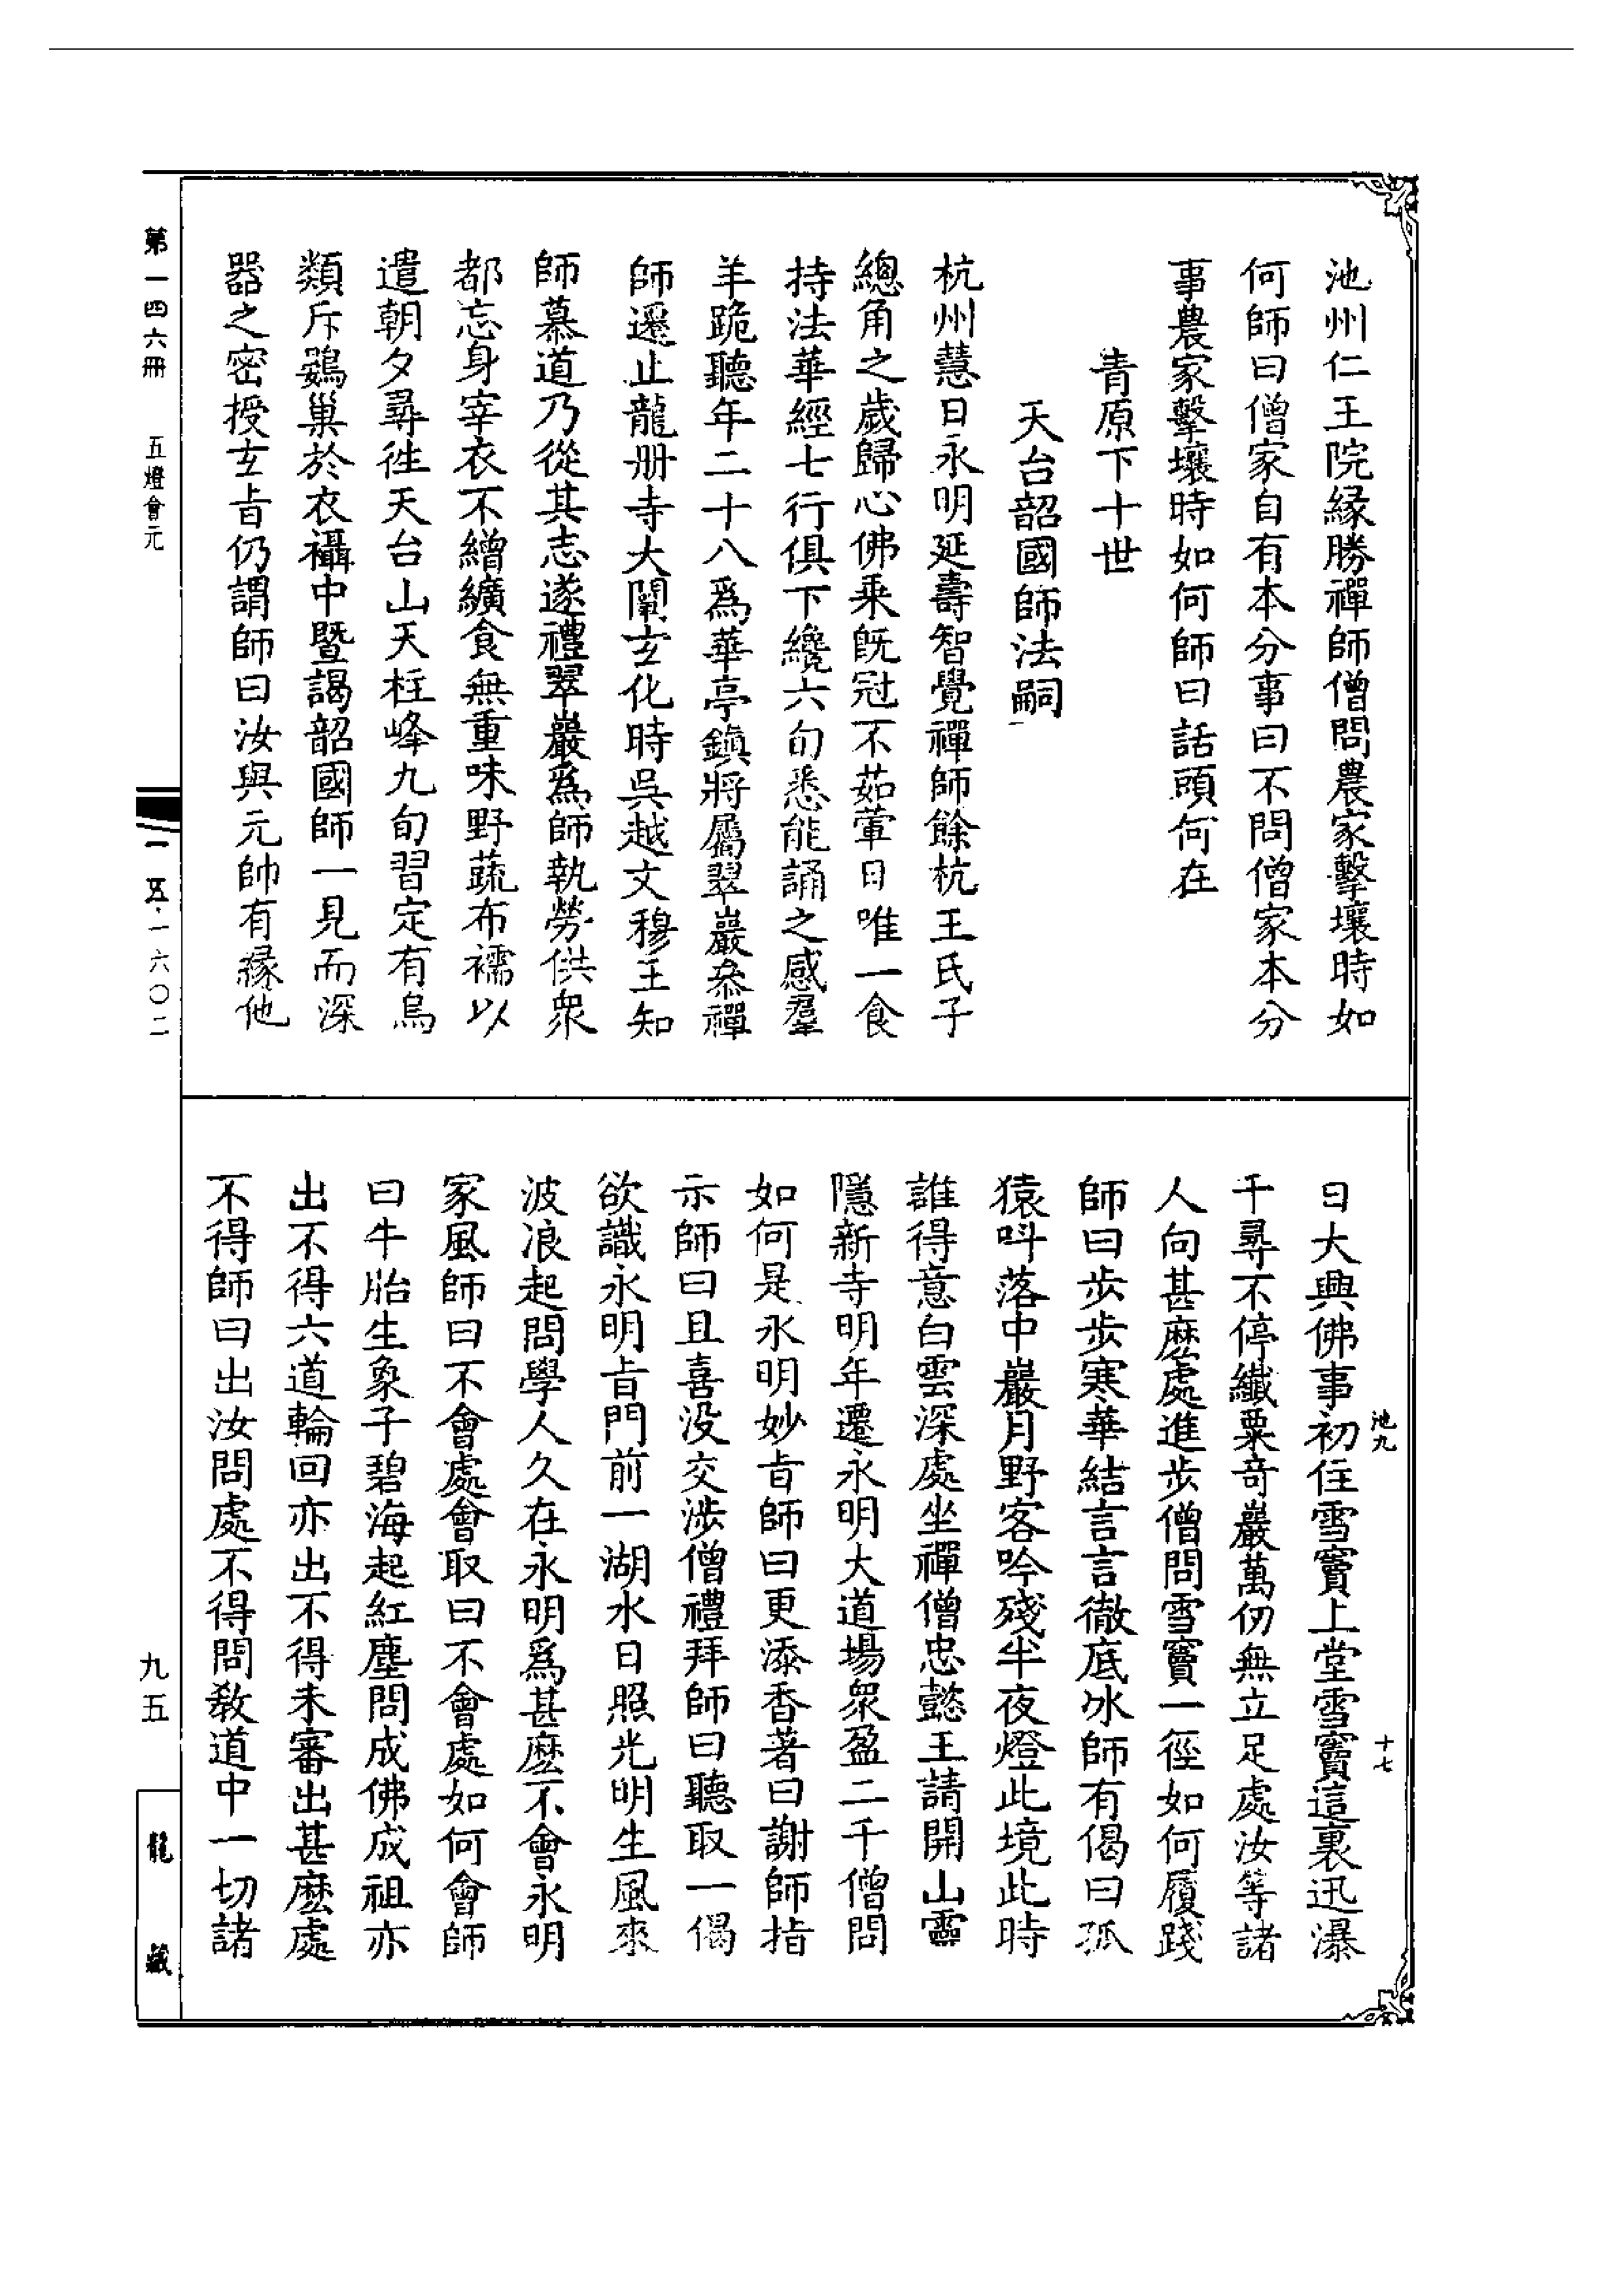 池州仁王院緣勝禪師僧問農家擊壤時如
何師曰僧家自有本分事曰不問僧家本分
事農家擊壤時如何師曰話頭何在
青原下十世
天台韶國師法嗣
杭州慧日永明延壽智覺禪師餘杭王氏子
總角之歲歸心佛乘旣冠不茹葷日唯一食
持法華經七行俱下纔六旬悉能誦之感羣
羊跪聽年二十八爲華亭鎮將屬翠巖叅禪
師遷止龍册寺大闡玄化時吳越文穆王知
師慕道乃從其志遂禮翠巖爲師執勞供衆
都忘身宰衣不繒纊食無重味野蔬布襦以
遣朝夕尋徃天台山天柱峰九旬習定有鳥
類斥鷃巢於衣襵中暨謁韶國師一見而深
器之密授玄旨仍謂師曰汝與元帥有緣他
日大興佛事初住雪竇上堂雪竇這裏迅瀑
千尋不停纖粟奇巖萬仞無立足處汝等諸
人向甚麽處進步僧問雪竇一徑如何履踐
師曰步步寒華結言言徹底冰師有偈曰孤
猿呌落中巖月野客吟殘半夜燈此境此時
誰得意白雲深處坐禪僧忠懿王請開山靈
隱新寺明年遷永明大道場衆盈二千僧問
如何是永明妙旨師曰更添香著曰謝師指
示師曰且喜没交涉僧禮拜師曰聽取一偈
欲識永明旨門前一湖水日照光明生風來
波浪起問學人久在永明爲甚麽不會永明
家風師曰不會處會取曰不會處如何會師
曰牛胎生象子碧海起紅塵問成佛成祖亦
出不得六道輪回亦出不得未審出甚麽處
不得師曰出汝問處不得問敎道中一切諸
池九
十七
第一四六冊
五燈會元
一五·一六〇二
九五
龍藏